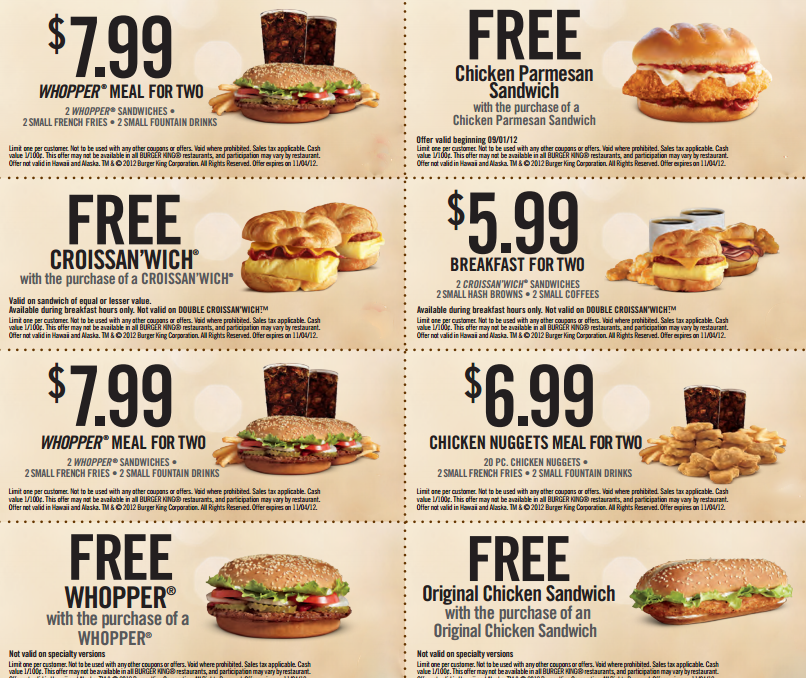 $7.99
WHOPPER® MEAL FOR TWO
2 WHOPPER® SANDWICHES •
2 SMALL FRENCH FRIES • 2 SMALL FOUNTAIN DRINKS
Limit one per customer. Not to be used with any other coupons or offers. Void where prohibited. Sales tax applicable. Cash
value 1/100¢. This offer may not be available in all BURGER KING® restaurants, and participation may vary by restaurant.
Offer not valid in Hawaii and Alaska. TM & © 2012 Burger King Corporation. All Rights Reserved. Offer expires on 11/04/12.
FREE
Chicken Parmesan
Sandwich
with the purchase of a
Chicken Parmesan Sandwich
Offer valid beginning 09/01/12
Limit one per customer. Not to be used with any other coupons or offers. Void where prohibited. Sales tax applicable. Cash
value 1/100¢. This offer may not be available in all BURGER KING® restaurants, and participation may vary by restaurant.
Offer not valid in Hawaii and Alaska. TM & © 2012 Burger King Corporation. All Rights Reserved. Offer expires on 11/04/12.
FREE
CROISSAN'WICH®
with the purchase of a CROISSAN'WICH®
Valid on sandwich of equal or lesser value.
Available during breakfast hours only. Not valid on DOUBLE CROISSAN'WICH!™
Limit one per customer. Not to be used with any other coupons or offers. Void where prohibited. Sales tax applicable. Cash
value 1/100¢. This offer may not be available in all BURGER KING® restaurants, and participation may vary by restaurant.
Offer not valid in Hawaii and Alaska. TM & © 2012 Burger King Corporation. All Rights Reserved. Offer expires on 11/04/12.
$5.99
BREAKFAST FOR TWO
2 CROISSAN'WICH® SANDWICHES
2 SMALL HASH BROWNS • 2 SMALL COFFEES
Available during breakfast hours only. Not valid on DOUBLE CROISSAN'WICH!™
Limit one per customer. Not to be used with any other coupons or offers. Void where prohibited. Sales tax applicable. Cash
value 1/100¢. This offer may not be available in all BURGER KING® restaurants, and participation may vary by restaurant.
Offer not valid in Hawaii and Alaska. TM & © 2012 Burger King Corporation. All Rights Reserved. Offer expires on 11/04/12.
$7.99
WHOPPER® MEAL FOR TWO
2 WHOPPER® SANDWICHES •
2 SMALL FRENCH FRIES • 2 SMALL FOUNTAIN DRINKS
Limit one per customer. Not to be used with any other coupons or offers. Void where prohibited. Sales tax applicable. Cash
value 1/100¢. This offer may not be available in all BURGER KING® restaurants, and participation may vary by restaurant.
Offer not valid in Hawaii and Alaska. TM & © 2012 Burger King Corporation. All Rights Reserved. Offer expires on 11/04/12.
$6.99
CHICKEN NUGGETS MEAL FOR TWO
20 PC. CHICKEN NUGGETS •
2 SMALL FRENCH FRIES • 2 SMALL FOUNTAIN DRINKS
Limit one per customer. Not to be used with any other coupons or offers. Void where prohibited. Sales tax applicable. Cash
value 1/100¢. This offer may not be available in all BURGER KING® restaurants, and participation may vary by restaurant.
Offer not valid in Hawaii and Alaska. TM & © 2012 Burger King Corporation. All Rights Reserved. Offer expires on 11/04/12.
FREE
WHOPPER®
with the purchase of a
WHOPPER®
Not valid on specialty versions
Limit one per customer. Not to be used with any other coupons or offers. Void where prohibited. Sales tax applicable. Cash
value 1/100¢. This offer may not be available in all BURGER KING® restaurants, and participation may vary by restaurant.
FREE
Original Chicken Sandwich
with the purchase of an
Original Chicken Sandwich
Not valid on specialty versions
Limit one per customer. Not to be used with any other coupons or offers. Void where prohibited. Sales tax applicable. Cash
value 1/100¢. This offer may not be available in all BURGER KING® restaurants, and participation may vary by restaurant.